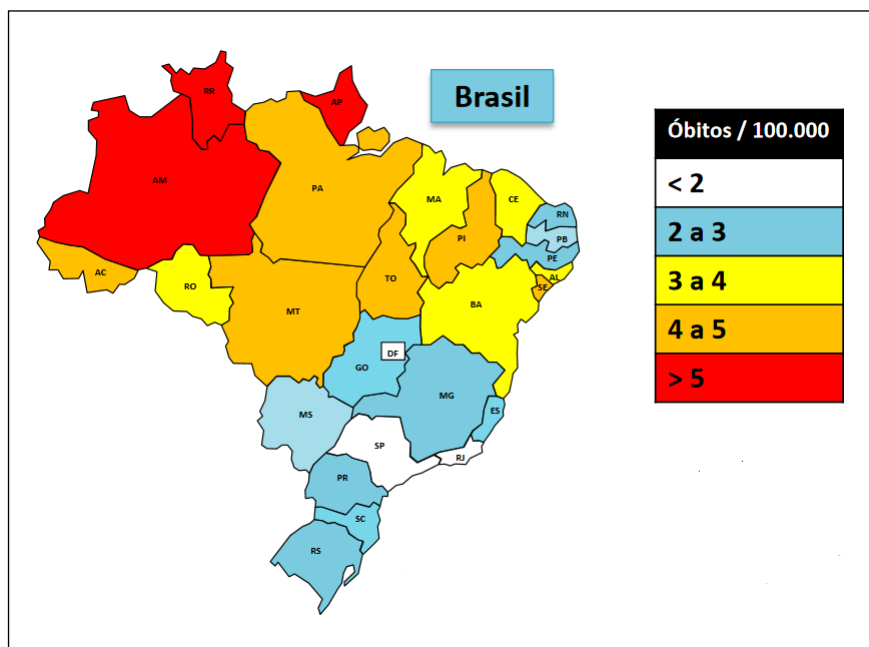 Brasil
Óbitos / 100.000
< 2
2 a 3
3 a 4
4 a 5
> 5
RR
AP
AM
PA
MA
CE
RN
PB
PE
PI
AL
SE
AC
RO
TO
MT
BA
DF
GO
MG
ES
MS
SP
RJ
PR
SC
RS